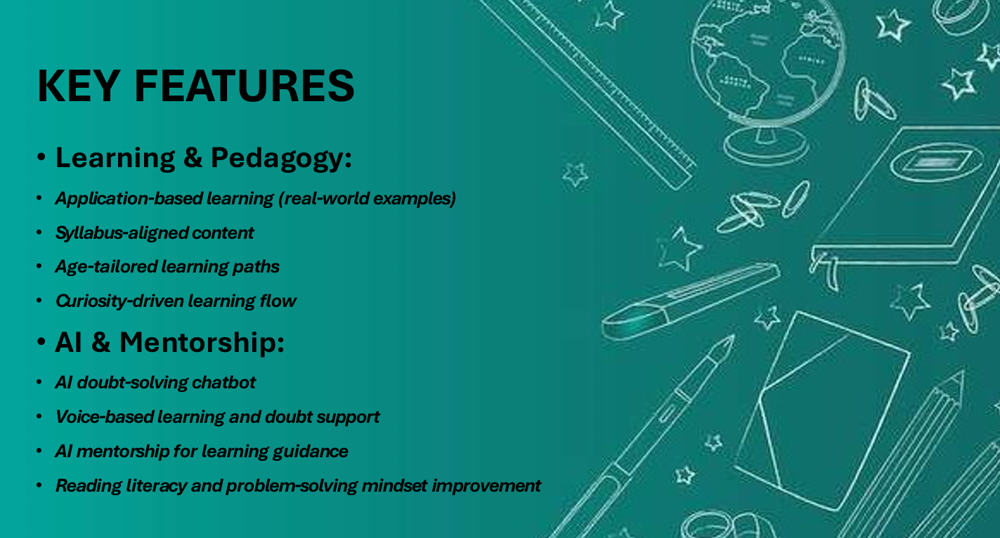 KEY FEATURES
• Learning & Pedagogy:
• Application-based learning (real-world examples)
• Syllabus-aligned content
• Age-tailored learning paths
• Curiosity-driven learning flow
• AI & Mentorship:
• AI doubt-solving chatbot
• Voice-based learning and doubt support
• AI mentorship for learning guidance
• Reading literacy and problem-solving mindset improvement